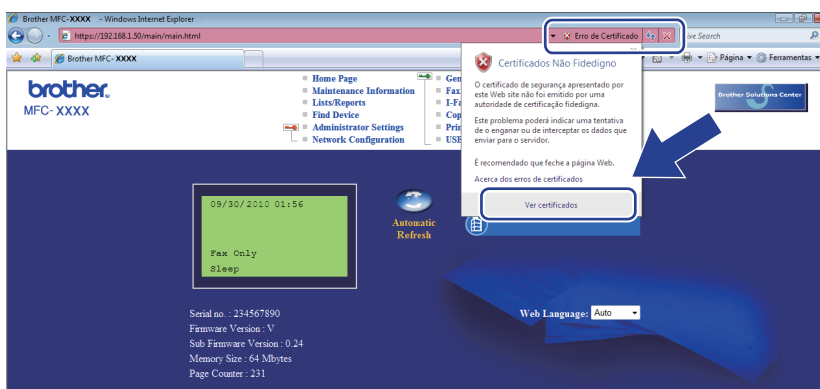 Brother MFC-XXXX - Windows Internet Explorer
https://192.168.1.50/main/main.html
Erro de Certificado
Search
Brother MFC- XXXX
Página
Ferramentas
brother.
MFC- XXXX
Home Page
Maintenance Information
Lists/Reports
Find Device
Administrator Settings
Network Configuration
Gen
Fax
I-Fa
Cop
Prin
USB
Brother Solutions Center
Certificados Não Fidedigno
O certificado de segurança apresentado por
este Web site não foi emitido por uma
autoridade de certificação fidedigna.
Este problema poderá indicar uma tentativa
de o enganar ou de interceptar os dados que
enviar para o servidor.
É recomendado que feche a página Web.
Acerca dos erros de certificados
Ver certificados
09/30/2010 01:56
Fax Only
Sleep
Automatic
Refresh
Serial no. : 234567890
Firmware Version : V
Sub Firmware Version : 0.24
Memory Size : 64 Mbytes
Page Counter : 231
Web Language: Auto